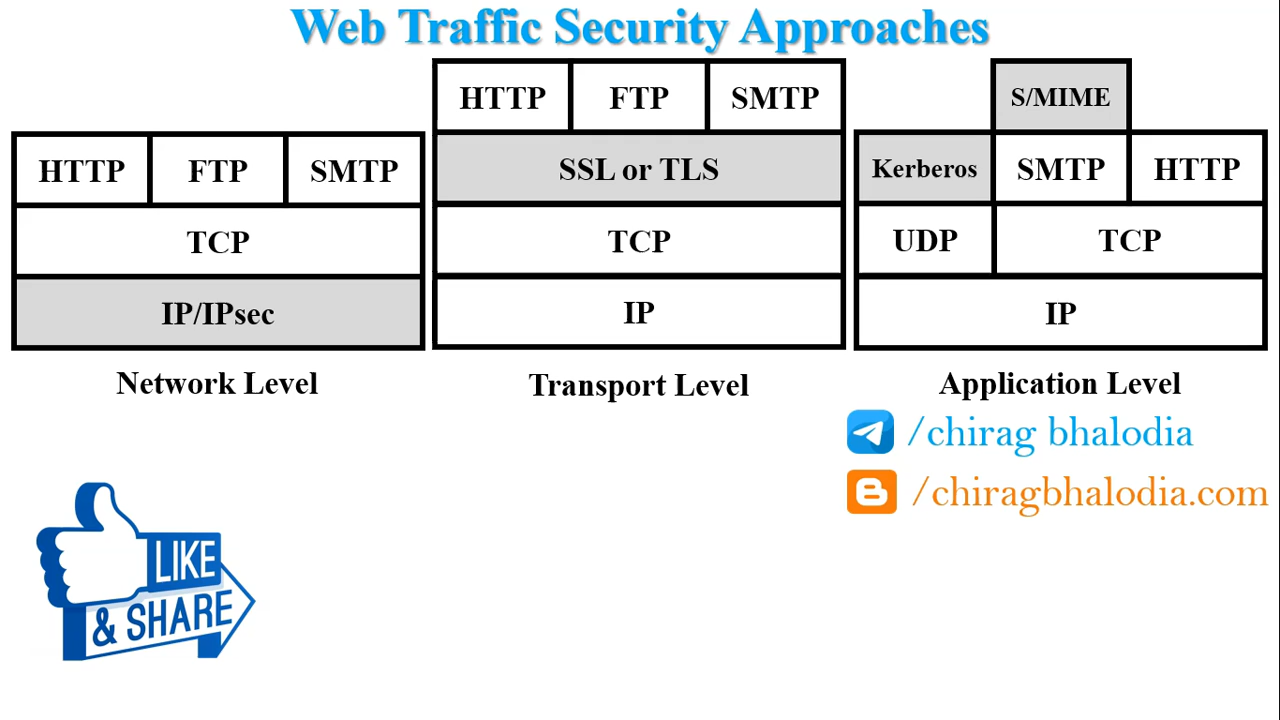 Web Traffic Security Approaches
HTTP FTP SMTP
TCP
IP/IPsec
Network Level
HTTP FTP SMTP
SSL or TLS
TCP
IP
Transport Level
S/MIME
Kerberos SMTP HTTP
UDP TCP
IP
Application Level
/chirag bhalodia
/chiragbhalodia.com
LIKE
& SHARE